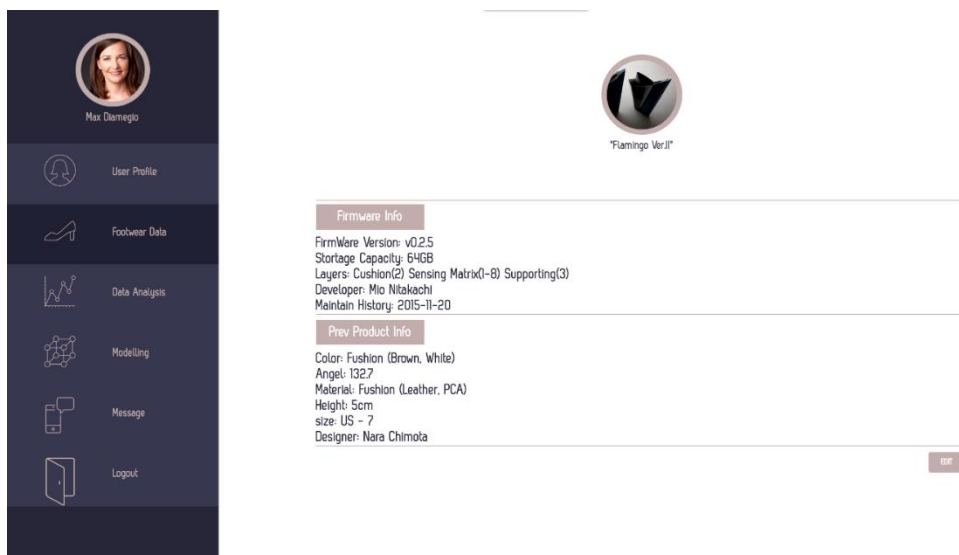 Max Diamegio
User Profile
Footwear Data
Data Analysis
Modelling
Message
Logout
"Flamingo Ver.II"
Firmware Info
FirmWare Version: v0.2.5
Stortage Capacity: 64GB
Layers: Cushion(2) Sensing Matrix(1-8) Supporting(3)
Developer: Mio Nitakachi
Maintain History: 2015-11-20
Prev Product Info
Color: Fushion (Brown, White)
Angel: 132.7
Material: Fushion (Leather, PCA)
Height: 5cm
size: US - 7
Designer: Nara Chimota
EDIT